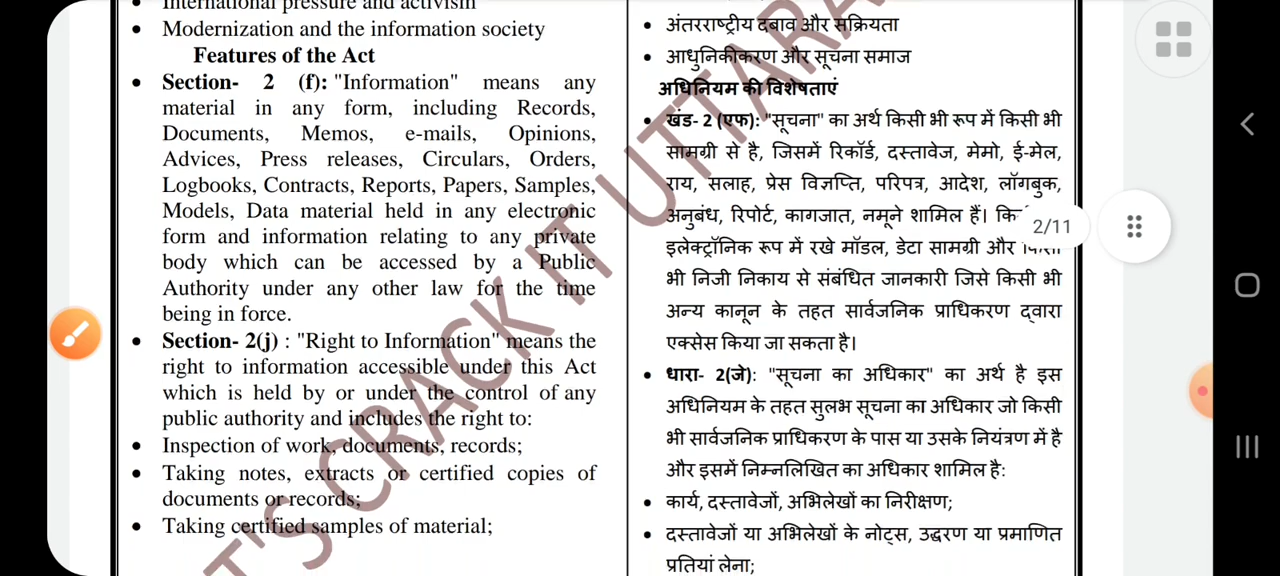 International pressure and activism
Modernization and the information society
Features of the Act
Section- 2 (f): "Information" means any
material in any form, including Records,
Documents, Memos, e-mails, Opinions,
Advices, Press releases, Circulars, Orders,
Logbooks, Contracts, Reports, Papers, Samples,
Models, Data material held in any electronic
form and information relating to any private
body which can be accessed by a Public
Authority under any other law for the time
being in force.
Section- 2(j) : "Right to Information" means the
right to information accessible under this Act
which is held by or under the control of any
public authority and includes the right to:
Inspection of work, documents, records;
Taking notes, extracts or certified copies of
documents or records;
Taking certified samples of material;
अंतरराष्ट्रीय दबाव और सक्रियता
आधुनिकीकरण और सूचना समाज
अधिनियम की विशेषताएं
खंड- 2 (एफ): "सूचना" का अर्थ किसी भी रूप में किसी भी
सामग्री से है, जिसमें रिकॉर्ड, दस्तावेज, मेमो, ई-मेल,
राय, सलाह, प्रेस विज्ञप्ति, परिपत्र, आदेश, लॉगबुक,
अनुबंध, रिपोर्ट, कागजात, नमूने शामिल हैं।
इलेक्ट्रॉनिक रूप में रखे मॉडल, डेटा सामग्री और
भी निजी निकाय से संबंधित जानकारी जिसे किसी भी
अन्य कानून के तहत सार्वजनिक प्राधिकरण द्वारा
एक्सेस किया जा सकता है।
धारा- 2(जे): "सूचना का अधिकार" का अर्थ है इस
अधिनियम के तहत सुलभ सूचना का अधिकार जो किसी
भी सार्वजनिक प्राधिकरण के पास या उसके नियंत्रण में है
और इसमें निम्नलिखित का अधिकार शामिल है:
कार्य, दस्तावेजों, अभिलेखों का निरीक्षण;
दस्तावेजों या अभिलेखों के नोट्स, उद्धरण या प्रमाणित
प्रतियां लेना;
2/11
T'S CRACK IT UTTARA